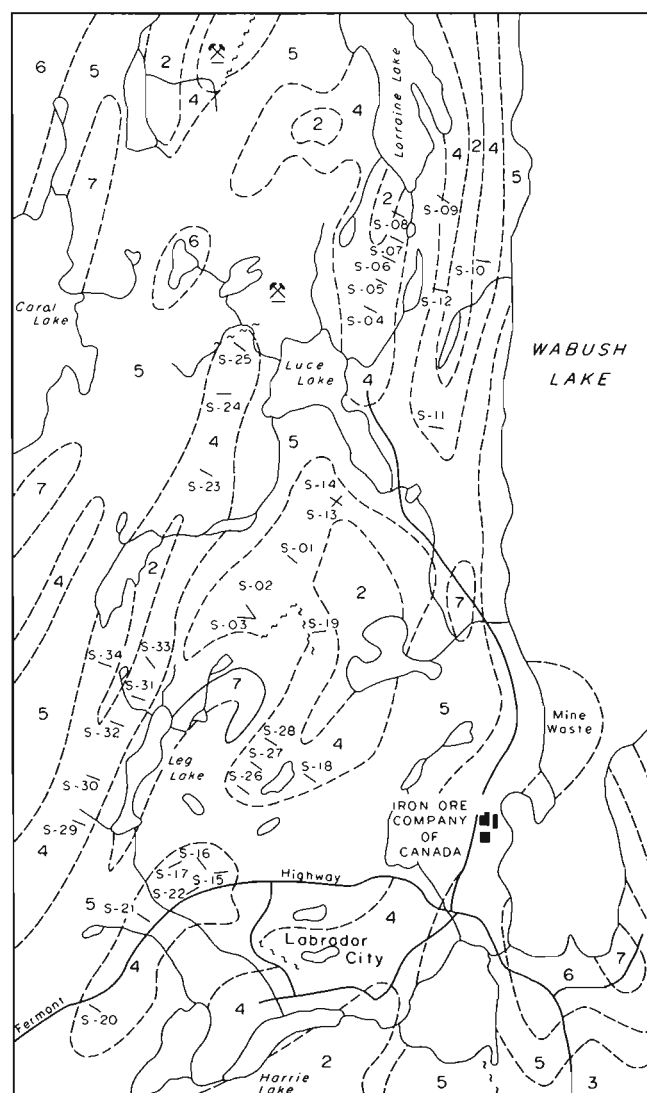 6
5
2
4
5
2
4
Lorraine Lake
4
2
4
5
7
2
S-08
S-09
S-07
6
S-06
S-10
S-05
S-12
Caral
Lake
S-04
WABUSH
LAKE
5
S-25
Luce
Lake
4
S-24
S-11
4
5
7
S-23
S-14
S-13
4
2
S-01
S-02
2
7
S-03
S-19
S-33
S-34
S-31
7
5
S-32
S-28
4
5
Mine
Waste
Leg
Lake
S-27
S-18
S-26
S-30
IRON ORE
COMPANY
OF
CANADA
S-29
4
S-16
S-17
S-15
Highway
S-22
5
S-21
4
Labrador
City
4
6
7
Fermont
S-20
4
2
5
5
3
Harrie
Lake